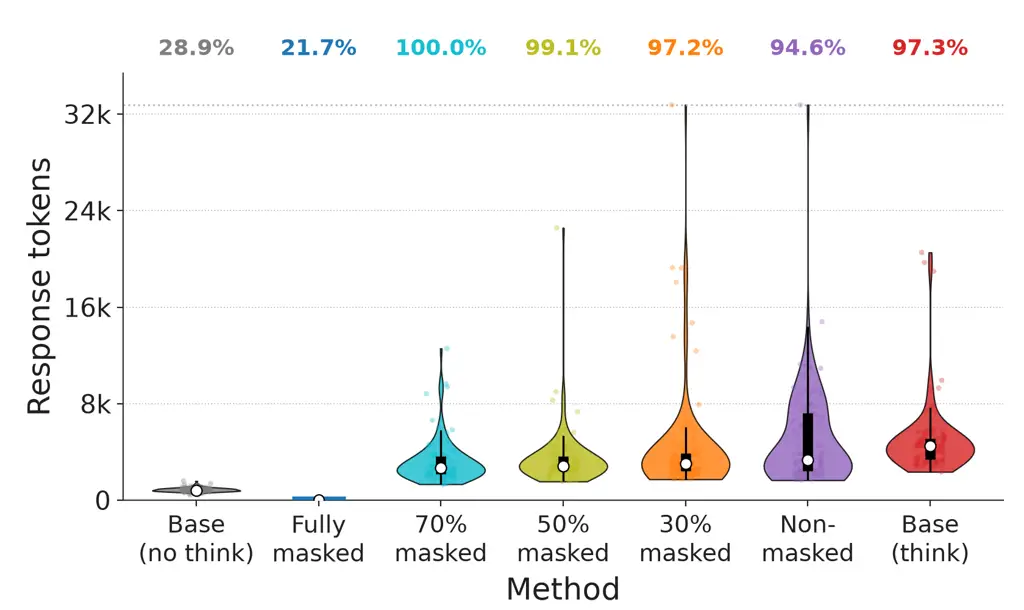 28.9% 21.7% 100.0% 99.1% 97.2% 94.6% 97.3%
Response tokens
32k
24k
16k
8k
0
Base (no think)
Fully masked
70% masked
50% masked
30% masked
Non-masked
Base (think)
Method